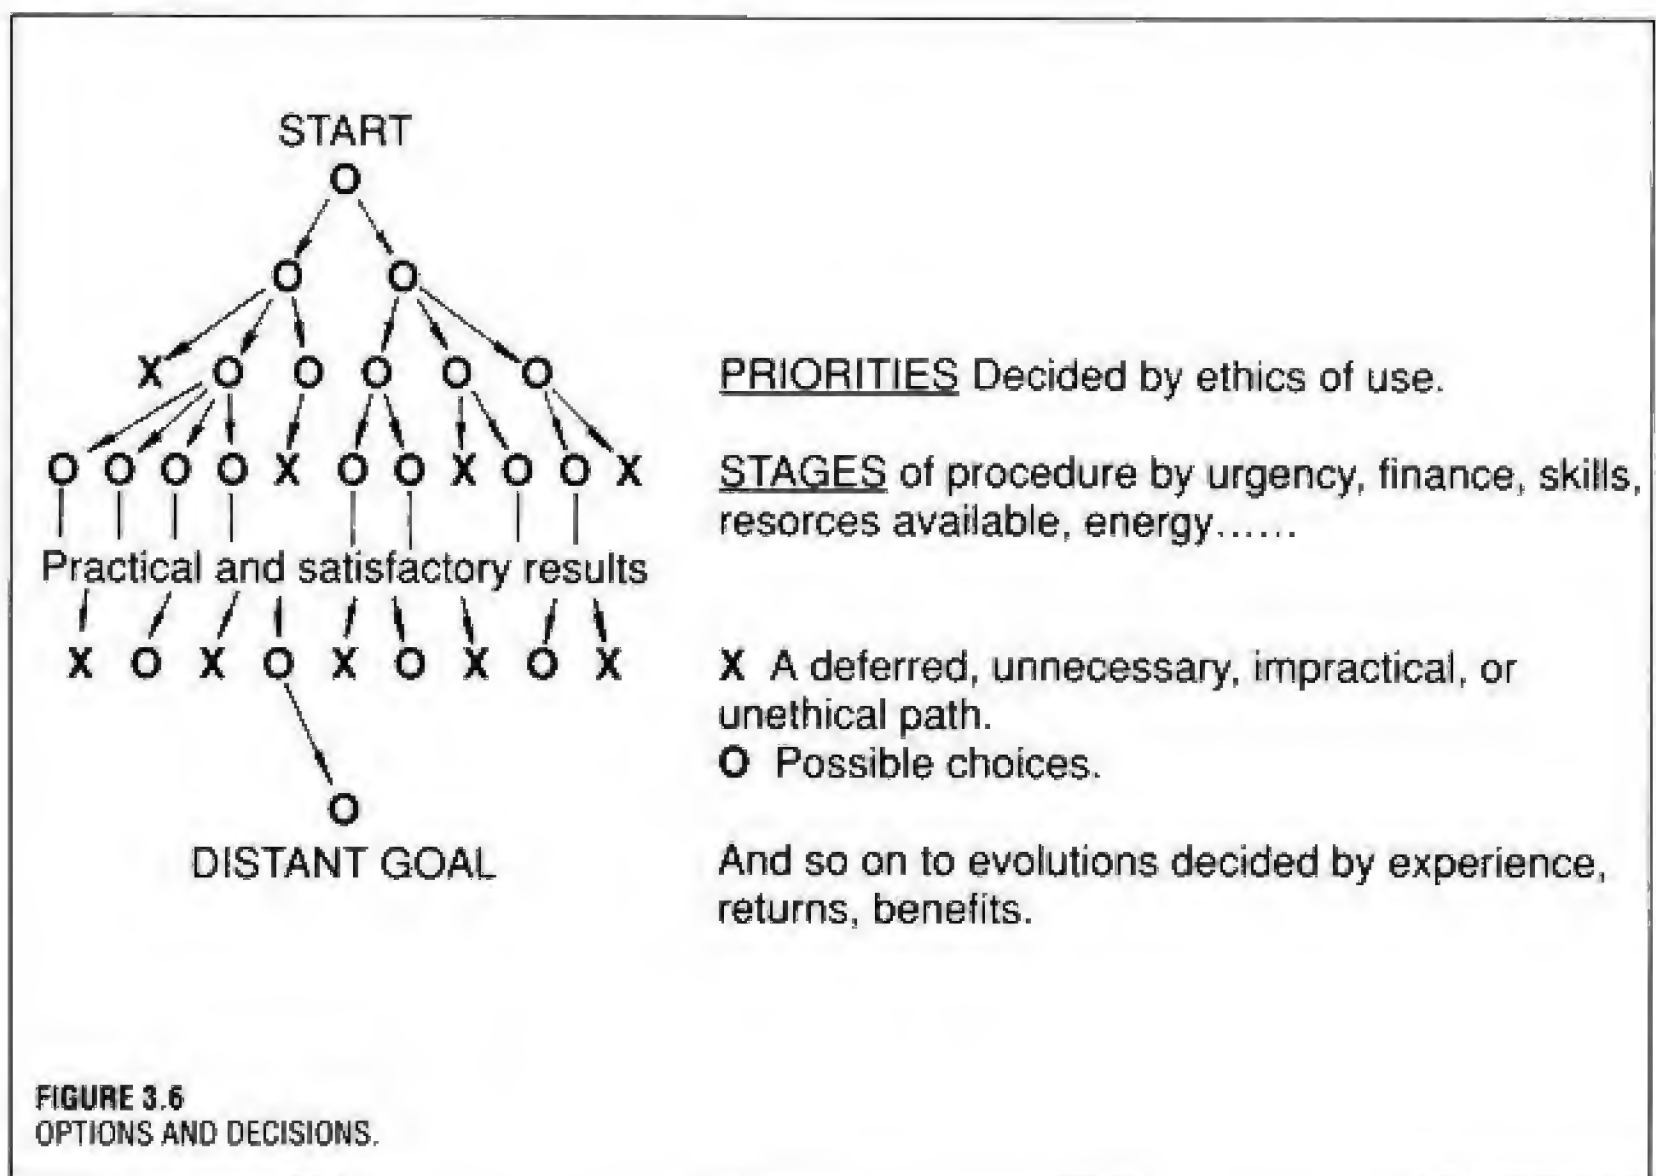 START
O
O O
X O O O O O
PRIORITIES Decided by ethics of use.
O O O O X O O X O O X
STAGES of procedure by urgency, finance, skills,
resorces available, energy......
Practical and satisfactory results
X O X O X O X O X
X A deferred, unnecessary, impractical, or
unethical path.
O Possible choices.
O
DISTANT GOAL
And so on to evolutions decided by experience,
returns, benefits.
FIGURE 3.6
OPTIONS AND DECISIONS.